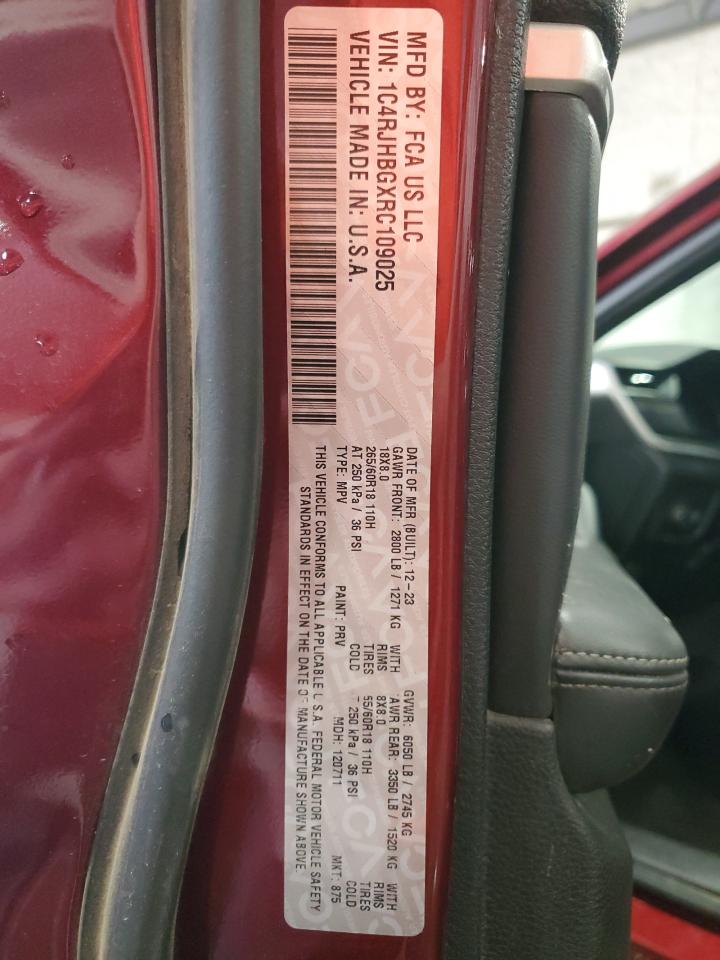 MFD BY: FCA US LLC
VIN: 1C4RJHBGXRC109025
VEHICLE MADE IN: U.S.A.
DATE OF MFR (BUILT): 12-23 GVWR: 6050 LB / 2745 KG
GAWR FRONT: 2800 LB / 1271 KG WITH AWR REAR: 3350 LB / 1520 KG WITH
18X8.0 RIMS 8X8.0 RIMS
265/60R18 110H TIRES 65/60R18 110H TIRES
AT 250 kPa / 36 PSI COLD 250 kPa / 36 PSI COLD
TYPE: MPV PAINT: PRV MDH: 120711 MKT: 875
THIS VEHICLE CONFORMS TO ALL APPLICABLE U.S.A. FEDERAL MOTOR VEHICLE SAFETY
STANDARDS IN EFFECT ON THE DATE OF MANUFACTURE SHOWN ABOVE.